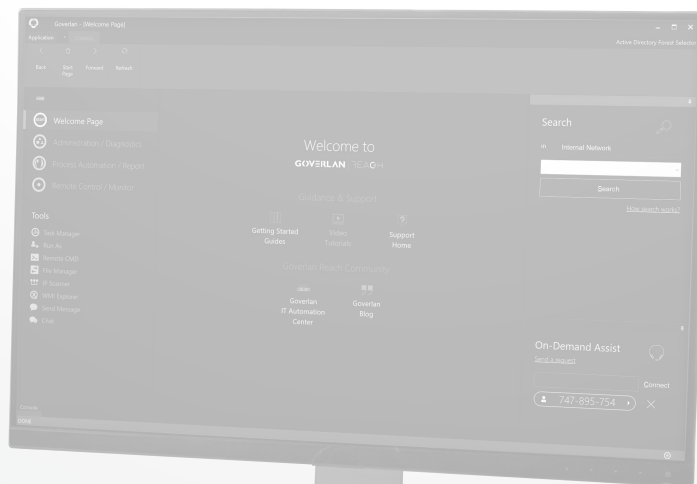 Goverlan - [Welcome Page]
Application
Active Directory Forest Selector
Back
Start
Page
Forward
Refresh
Welcome Page
Administration / Diagnostics
Process Automation / Report
Remote Control / Monitor
Tools
Task Manager
Run As
Remote CMD
File Manager
IP Scanner
WMI Explorer
Send Message
Chat
Console
DONE
Welcome to
GOVERLAN REACH
Guidance & Support
Getting Started
Guides
Video
Tutorials
Support
Home
Goverlan Reach Community
Goverlan
IT Automation
Center
Goverlan
Blog
Search
Internal Network
Search
How search works?
On-Demand Assist
Send a request
Connect
747-895-754